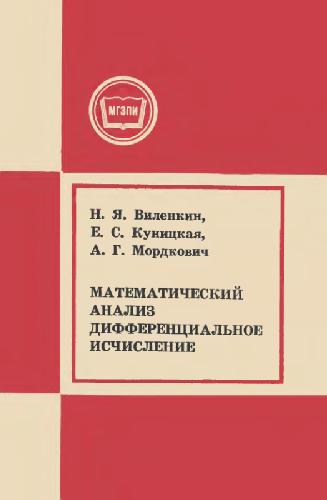 МГЗПИ
Н. Я. Виленкин,
Е. С. Куницкая,
А. Г. Мордкович
МАТЕМАТИЧЕСКИЙ
АНАЛИЗ
ДИФФЕРЕНЦИАЛЬНОЕ
ИСЧИСЛЕНИЕ